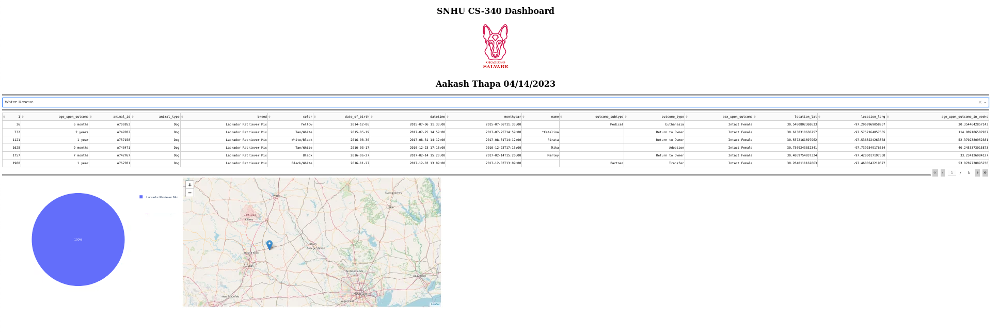 SNHU CS-340 Dashboard
GRAZIOSO
SALVARE
Aakash Thapa 04/14/2023
Water Rescue
1 age_upon_outcome animal_id animal_type breed color date_of_birth datetime monthyear name outcome_subtype outcome_type sex_upon_outcome location_lat location_long age_upon_outcome_in_weeks
36 6 months A706953 Dog Labrador Retriever Mix Yellow 2014-12-06 2015-07-06 11:33:00 2015-07-06T11:33:00 Medical Euthanasia Intact Female 30.5480802368633 -97.2969969058957 30.3544642857143
732 2 years A749782 Dog Labrador Retriever Mix Tan/White 2015-05-19 2017-07-25 14:59:00 2017-07-25T14:59:00 *Catalina Return to Owner Intact Female 30.6138310636757 -97.5752164857665 114.089186507937
1121 1 year A757158 Dog Labrador Retriever Mix White/Black 2016-08-30 2017-08-31 14:12:00 2017-08-31T14:12:00 Pirata Return to Owner Intact Female 30.5572161697962 -97.5363224263878 52.3702380952381
1628 9 months A740471 Dog Labrador Retriever Mix Tan/White 2016-03-17 2016-12-23 17:13:00 2016-12-23T17:13:00 Mika Adoption Intact Female 30.7569243032341 -97.7392549176654 40.2453373015873
1757 7 months A742767 Dog Labrador Retriever Mix Black 2016-06-27 2017-02-14 15:20:00 2017-02-14T15:20:00 Marley Return to Owner Intact Female 30.4869754937324 -97.4280017197358 33.234126984127
1988 1 year A762781 Dog Labrador Retriever Mix Black/White 2016-11-27 2017-12-03 13:09:00 2017-12-03T13:09:00 Partner Transfer Intact Female 30.2840111162863 -97.4600542219677 53.0782738095238
1 / 3
Labrador Retriever Mix
100%
+
−
Waco
Nacogdoches
Lufkin
Fort Hood
Killeen
Bryan
College Station
Round Rock
Austin
The Woodlands
Beaumont
Houston
New Braunfels
Sugar Land
Leaflet